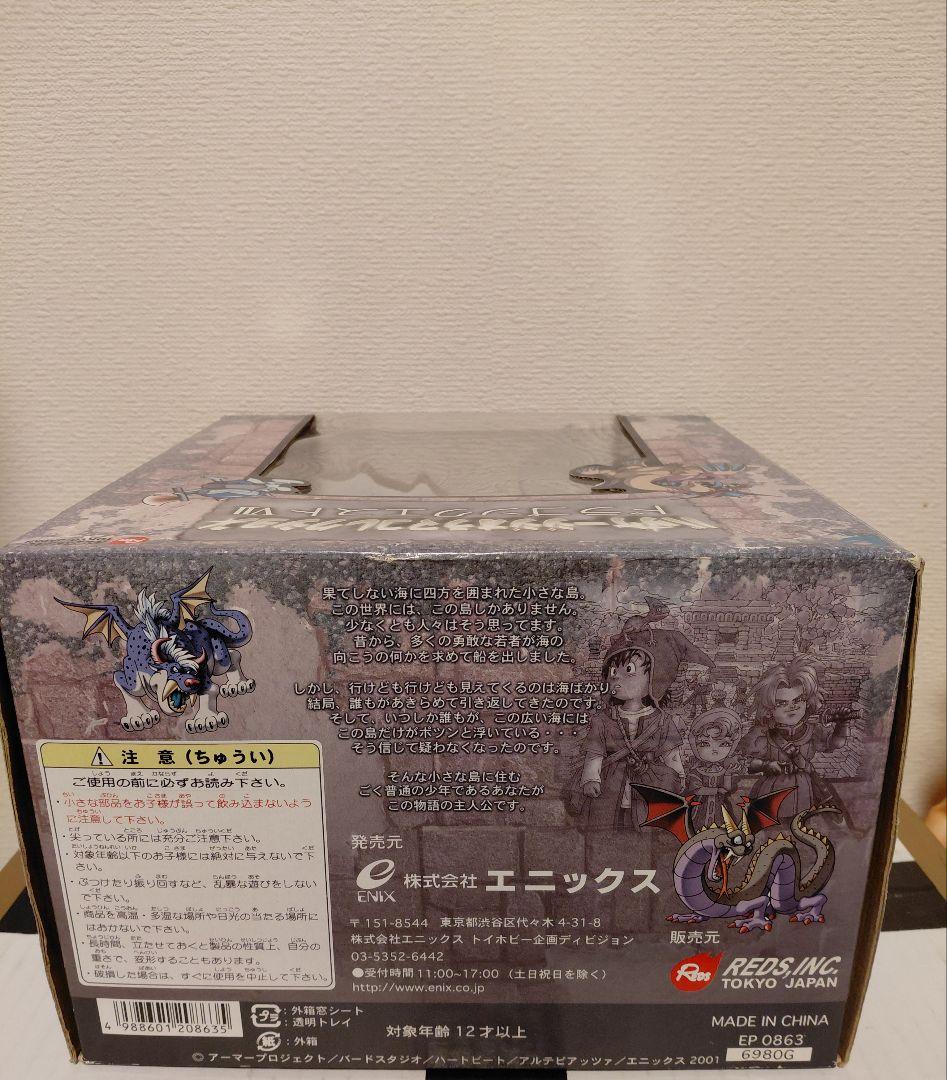 ドラゴンクエストVII
果てしない海に四方を囲まれた小さな島。
この世界には、この島しかありません。
少なくとも人々はそう思ってます。
昔から、多くの勇敢な若者が海の
向こうの何かを求めて船を出しました。
しかし、行けども行けども見えてくるのは海ばかり。
結局、誰もがあきらめて引き返してきたのです。
そして、いつしか誰もが、この広い海には
この島だけがポツンと浮いている・・・
そう信じて疑わなくなったのです。
そんな小さな島に住む
ごく普通の少年であるあなたが
この物語の主人公です。
注 意 (ちゅうい)
ご使用の前に必ずお読み下さい。
・小さな部品をお子様が誤って飲み込まないよう
に注意して下さい。
・尖っている所には充分ご注意下さい。
・対象年齢以下のお子様には絶対に与えないで下
さい。
・ぶつけたり振り回すなど、乱暴な遊びをしない
で下さい。
・商品を高温・多湿な場所や日光の当たる場所に
はおかないで下さい。
・長時間、立たせておくと製品の性質上、自分の
重さで、変形することもあります。
・破損した場合は、すぐに使用を中止して下さい。
発売元
ENIX 株式会社 エニックス
〒151-8544 東京都渋谷区代々木4-31-8
株式会社エニックス トイホビー企画ディビジョン
03-5352-6442
●受付時間11:00~17:00 (土日祝日を除く)
http://www.enix.co.jp
販売元
REDS REDS, INC.
TOKYO JAPAN
4 988601 208635
プラ : 外箱窓シート
: 透明トレイ
紙 : 外箱
対象年齢 12才以上
MADE IN CHINA
EP 0863
6980G
© アーマープロジェクト/バードスタジオ/ハートビート/アルテピアッツァ/エニックス 2001